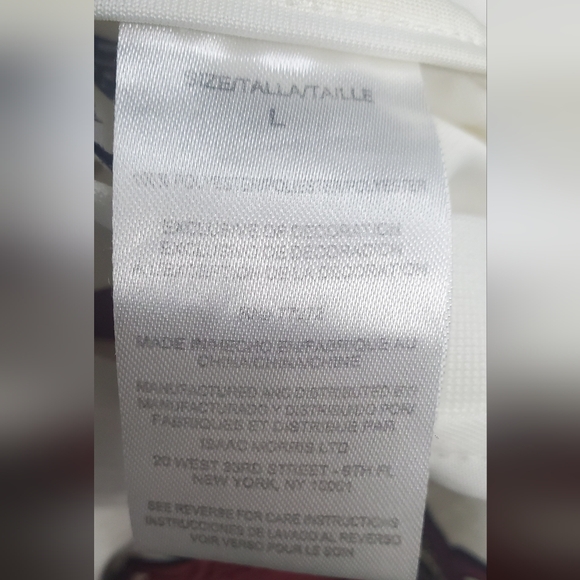 SIZE/TALLA/TAILLE
L
100% POLYESTER/POLIESTER/POLYESTER
EXCLUSIVE OF DECORATION
EXCLUSIVO DE DECORACION
A L'EXCEPTION DE LA DECORATION
MADE IN/HECHO EN/FABRIQUE AU
CHINA/CHINA/CHINE
MANUFACTURED AND DISTRIBUTED BY/
MANUFACTURADO Y DISTRIBUIDO POR/
FABRIQUES ET DISTRIBUE PAR
ISAAC MORRIS LTD
20 WEST 33RD STREET - 6TH FL
NEW YORK, NY 10001
SEE REVERSE FOR CARE INSTRUCTIONS
INSTRUCCIONES DE LAVADO AL REVERSO
VOIR VERSO POUR LE SOIN